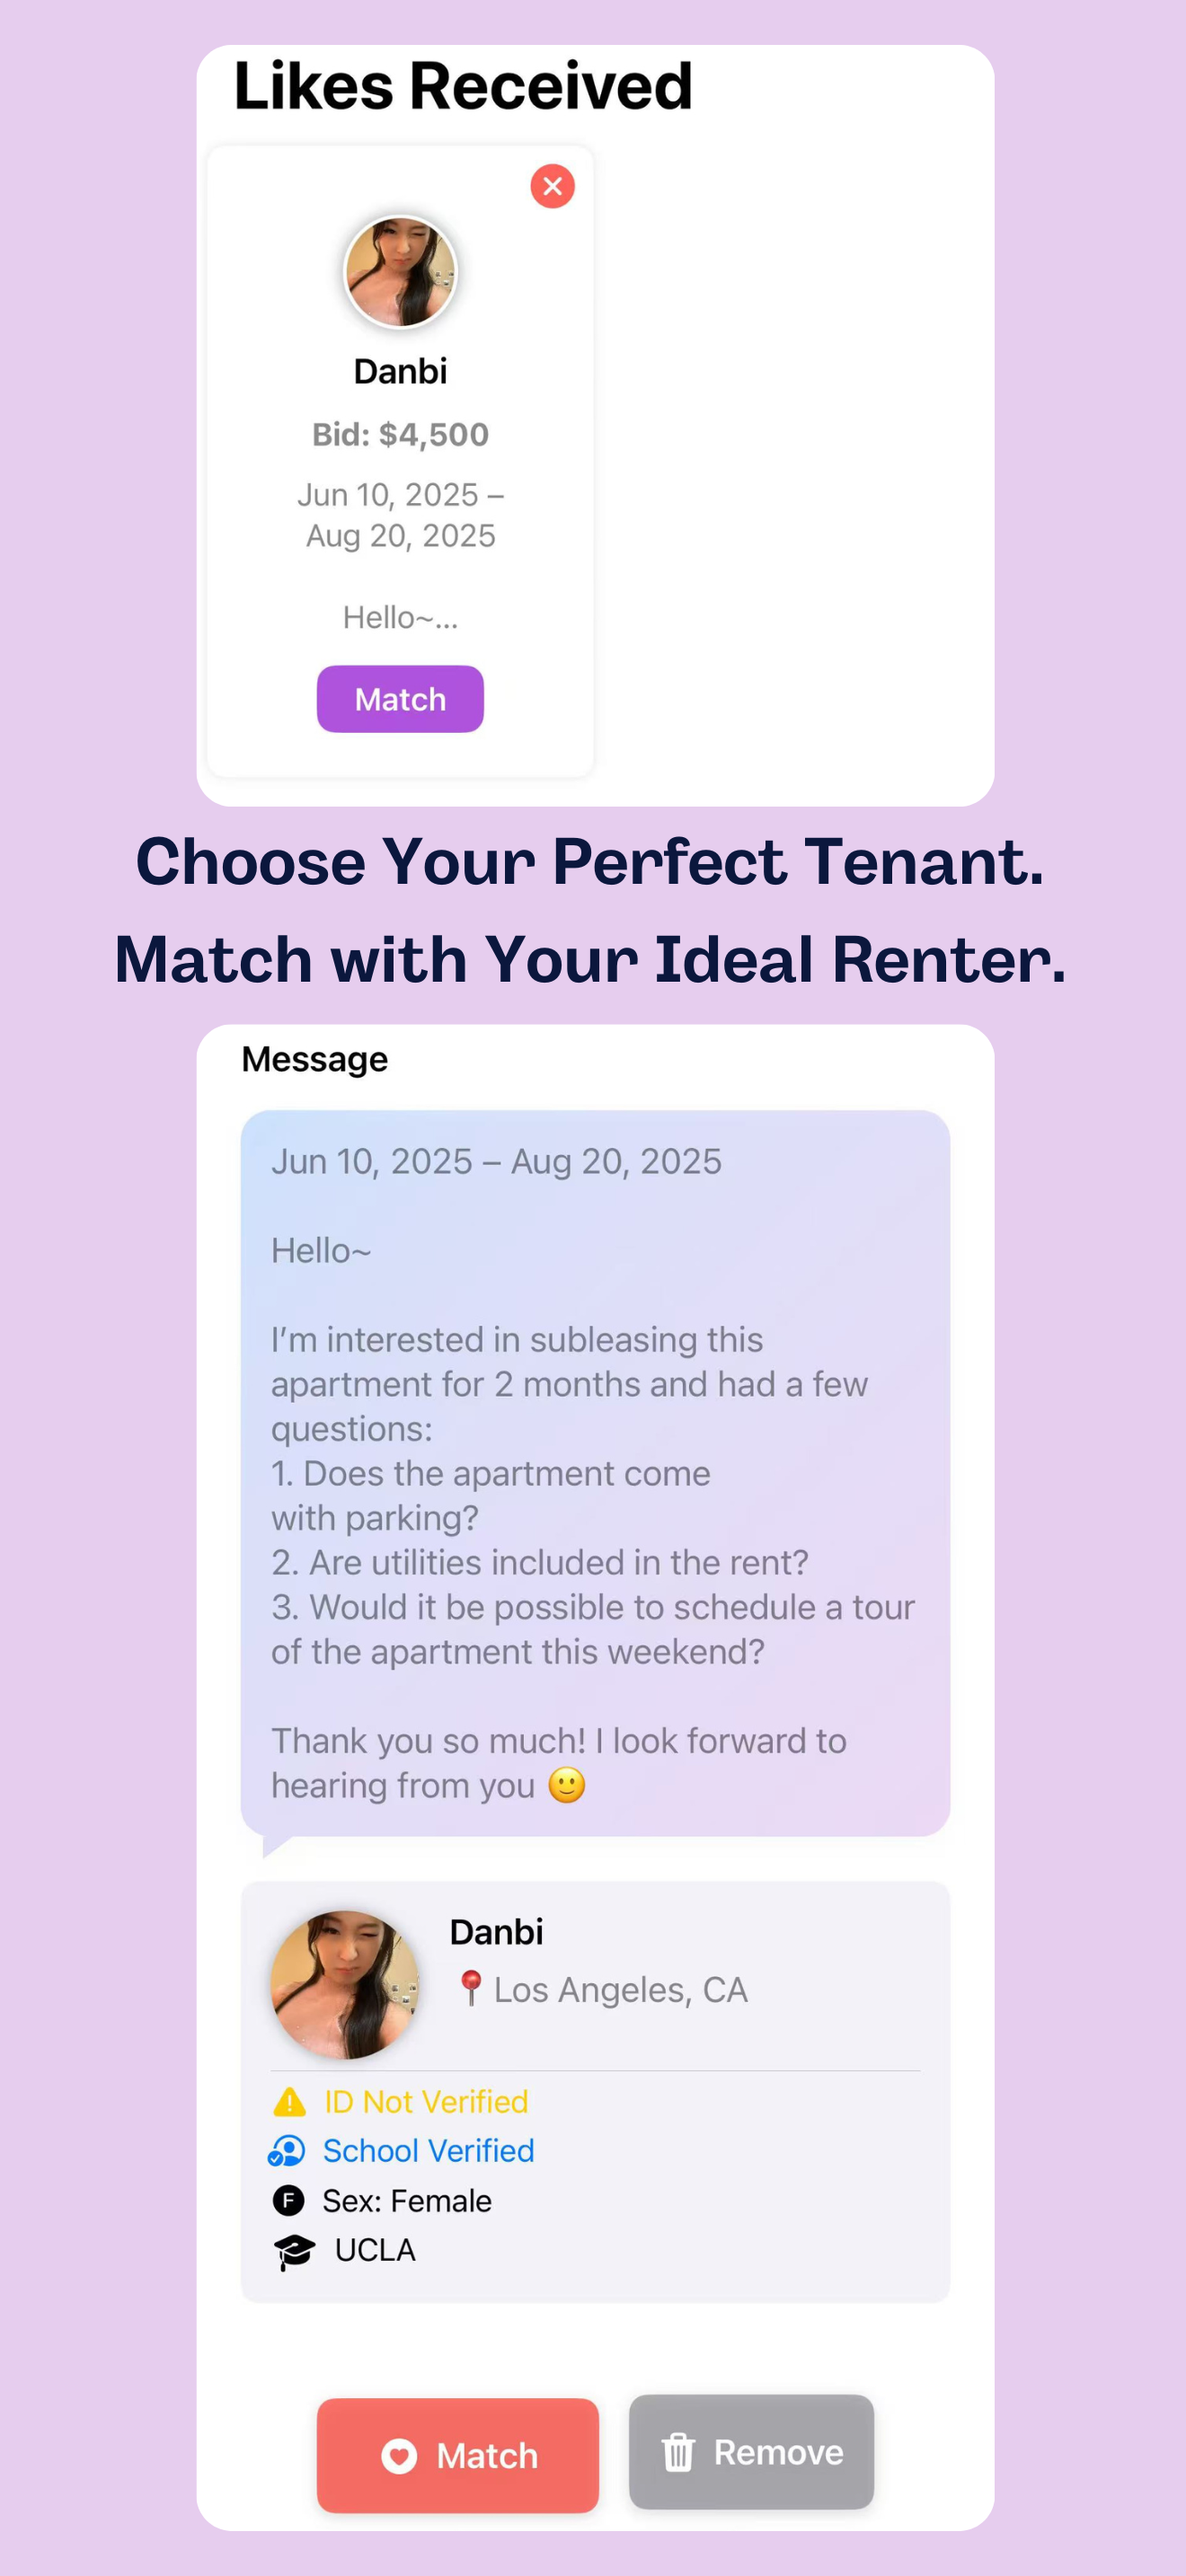 Likes Received
Danbi
Bid: $4,500
Jun 10, 2025 –
Aug 20, 2025
Hello~...
Match
Choose Your Perfect Tenant.
Match with Your Ideal Renter.
Message
Jun 10, 2025 – Aug 20, 2025
Hello~
I'm interested in subleasing this
apartment for 2 months and had a few
questions:
1. Does the apartment come
with parking?
2. Are utilities included in the rent?
3. Would it be possible to schedule a tour
of the apartment this weekend?
Thank you so much! I look forward to
hearing from you 🙂
Danbi
📍 Los Angeles, CA
ID Not Verified
School Verified
F Sex: Female
UCLA
Match
Remove